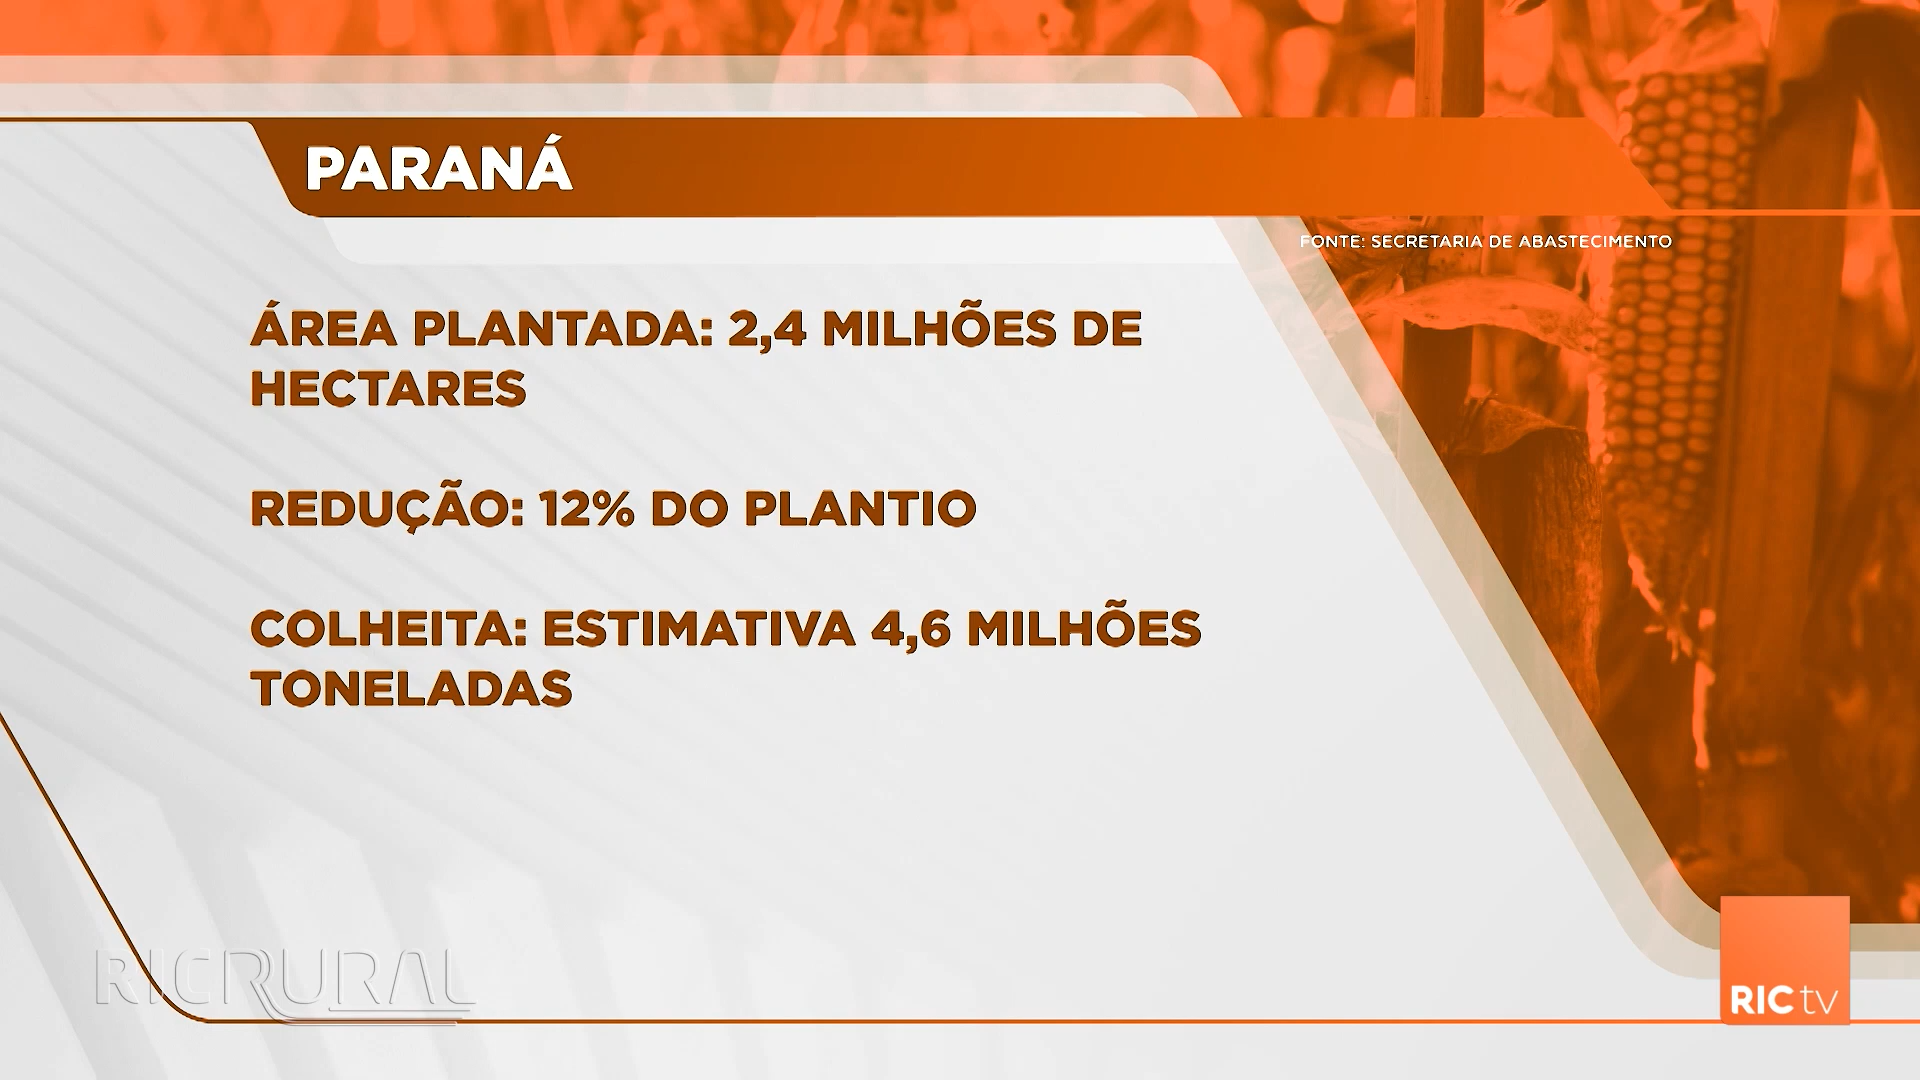 PARANÁ
FONTE: SECRETARIA DE ABASTECIMENTO
ÁREA PLANTADA: 2,4 MILHÕES DE
HECTARES
REDUÇÃO: 12% DO PLANTIO
COLHEITA: ESTIMATIVA 4,6 MILHÕES
TONELADAS
RICRURAL
RIC tv